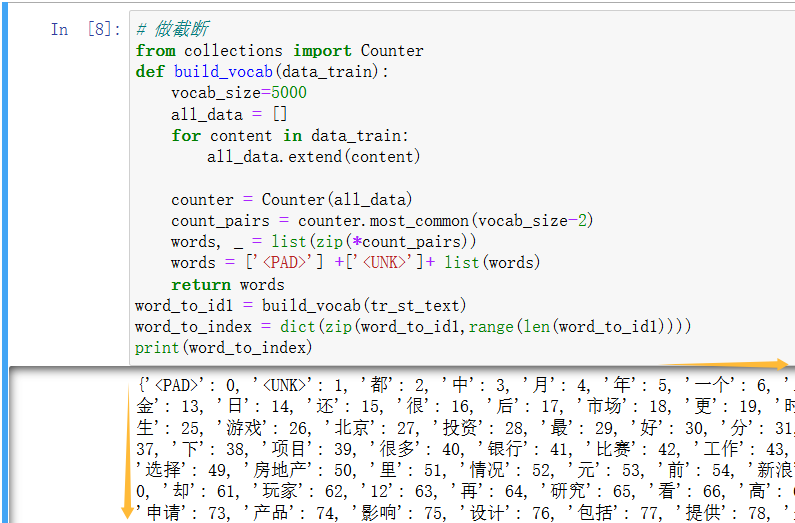 In [8]:
# 做截断
from collections import Counter
def build_vocab(data_train):
    vocab_size=5000
    all_data = []
    for content in data_train:
        all_data.extend(content)
    counter = Counter(all_data)
    count_pairs = counter.most_common(vocab_size-2)
    words, _ = list(zip(*count_pairs))
    words = ['<PAD>'] +['<UNK>']+ list(words)
    return words
word_to_id1 = build_vocab(tr_st_text)
word_to_index = dict(zip(word_to_id1,range(len(word_to_id1))))
print(word_to_index)
{'<PAD>': 0, '<UNK>': 1, '都': 2, '中': 3, '月': 4, '年': 5, '一个': 6,
金': 13, '日': 14, '还': 15, '很': 16, '后': 17, '市场': 18, '更': 19, '时
生': 25, '游戏': 26, '北京': 27, '投资': 28, '最': 29, '好': 30, '分': 31,
37, '下': 38, '项目': 39, '很多': 40, '银行': 41, '比赛': 42, '工作': 43,
'选择': 49, '房地产': 50, '里': 51, '情况': 52, '元': 53, '前': 54, '新浪'
0, '却': 61, '玩家': 62, '12': 63, '再': 64, '研究': 65, '看': 66, '高': 6
'申请': 73, '产品': 74, '影响': 75, '设计': 76, '包括': 77, '提供': 78,